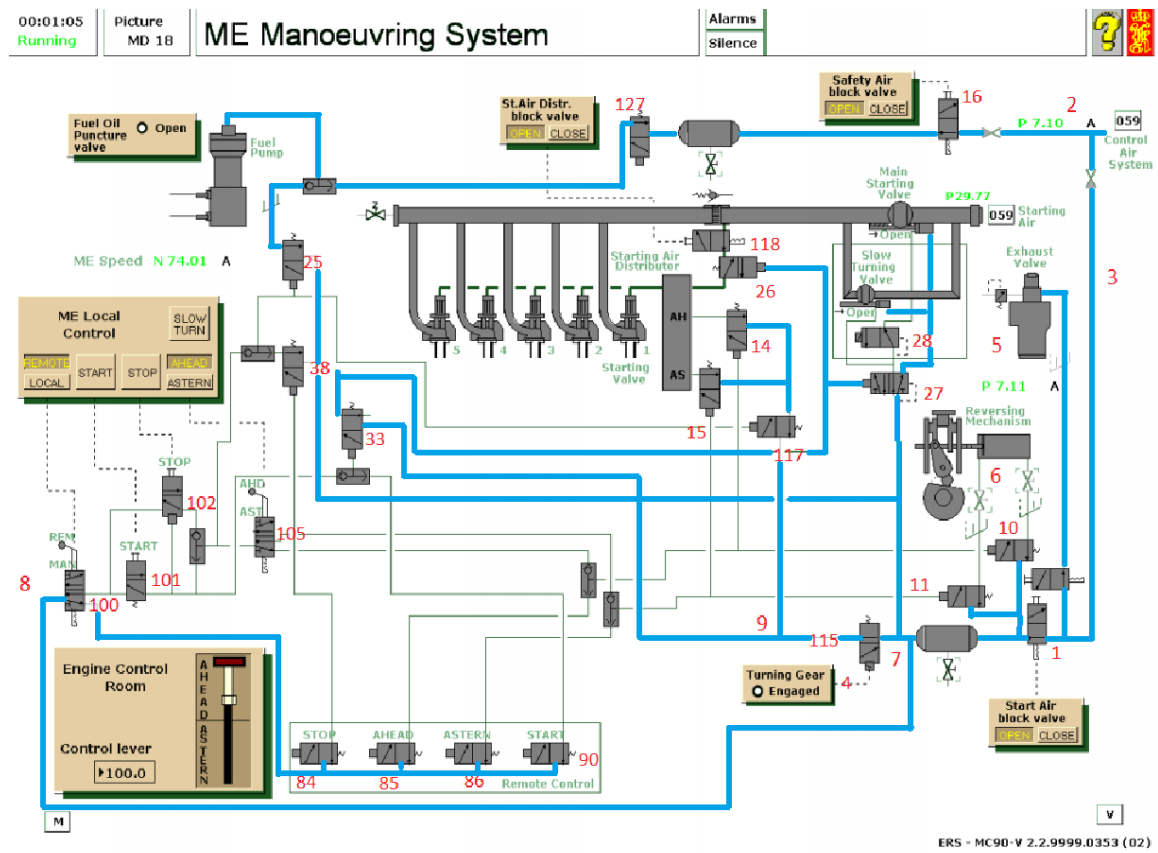 00:01:05
Running
Picture
MD 18
ME Manoeuvring System
Alarms
Silence
?
Fuel Oil
Puncture
valve
Open
Fuel
Pump
St.Air Distr.
block valve
OPEN CLOSE
127
Safety Air
block valve
OPEN CLOSE
16
2
P 7.10
A
059
Control
Air
System
Main
Starting
Valve
P29.77
059
Starting
Air
Open
ME Speed N 74.01 A
25
Starting Air
Distributor
118
26
Slow
Turning
Valve
Open
Exhaust
Valve
3
5
ME Local
Control
SLOW
TURN
REMOTE
LOCAL
START
STOP
AHEAD
ASTERN
38
5
4
3
2
1
Starting
Valve
AH
AS
14
15
28
27
P 7.11
A
33
117
Reversing
Mechanism
6
STOP
102
AHD
AST
105
REM
MAN
START
101
8
100
10
11
9
115
7
1
Engine Control
Room
AHEAD
ASTERN
Control lever
100.0
Turning Gear
Engaged
4
Start Air
block valve
OPEN CLOSE
STOP
AHEAD
ASTERN
START
84
85
86
90
Remote Control
M
V
ERS - MC90-V 2.2.9999.0353 (02)